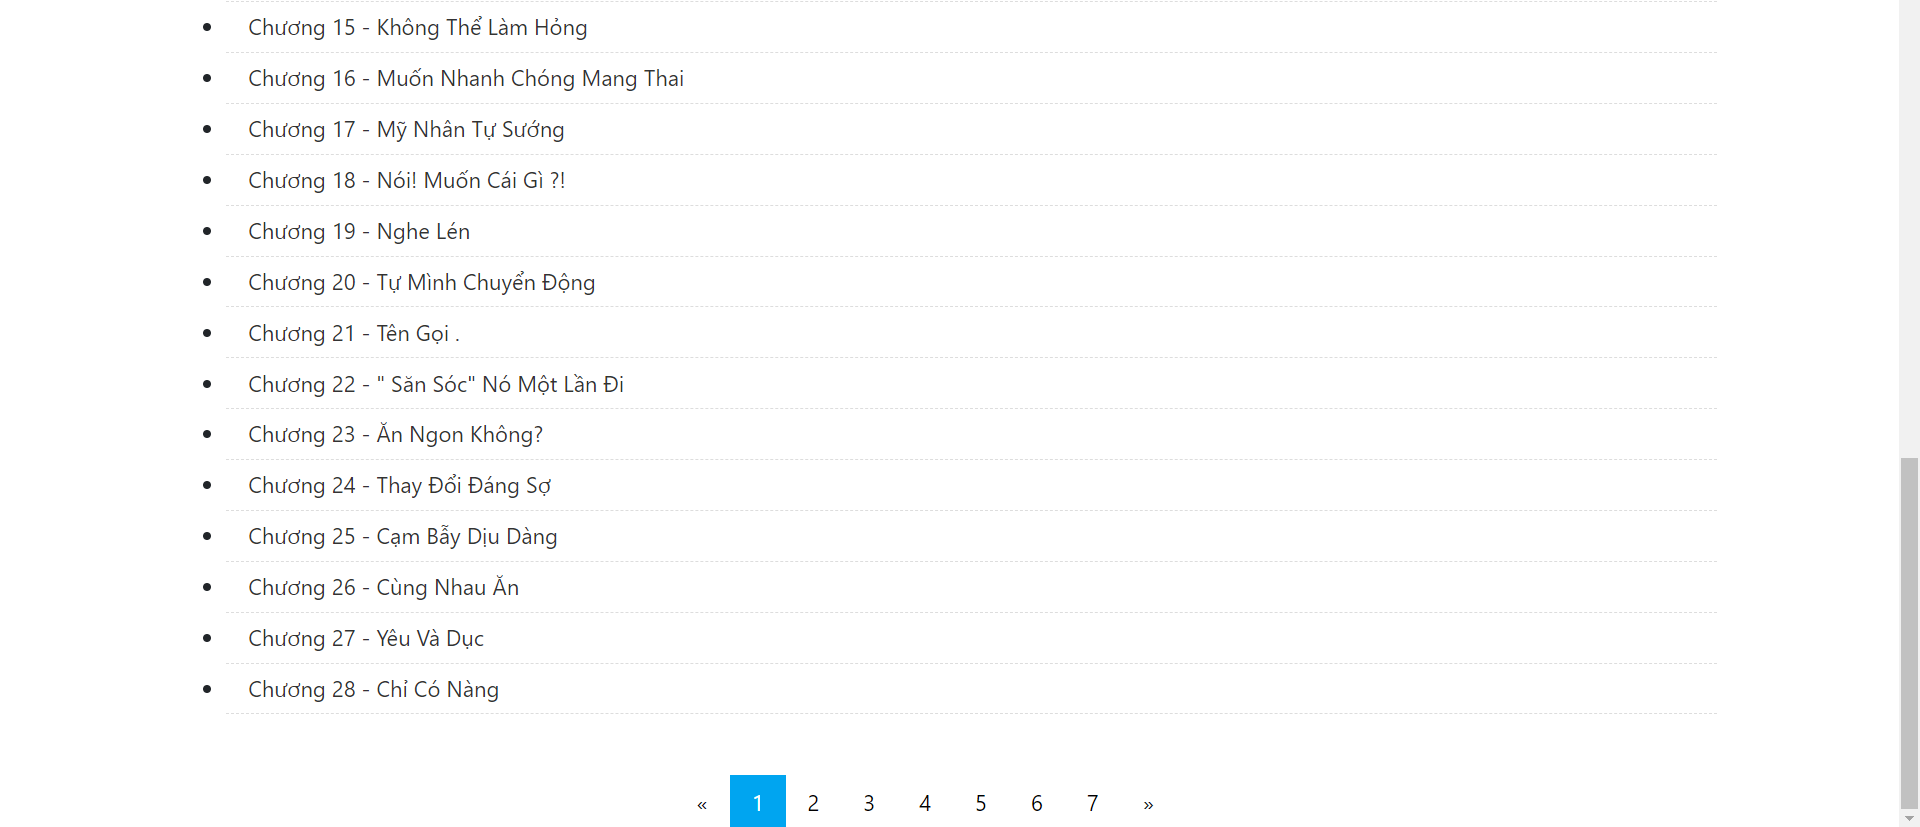 Chương 15 - Không Thể Làm Hỏng
Chương 16 - Muốn Nhanh Chóng Mang Thai
Chương 17 - Mỹ Nhân Tự Sướng
Chương 18 - Nói! Muốn Cái Gì ?!
Chương 19 - Nghe Lén
Chương 20 - Tự Mình Chuyển Động
Chương 21 - Tên Gọi .
Chương 22 - " Săn Sóc" Nó Một Lần Đi
Chương 23 - Ăn Ngon Không?
Chương 24 - Thay Đổi Đáng Sợ
Chương 25 - Cạm Bẫy Dịu Dàng
Chương 26 - Cùng Nhau Ăn
Chương 27 - Yêu Và Dục
Chương 28 - Chỉ Có Nàng
« 1 2 3 4 5 6 7 »